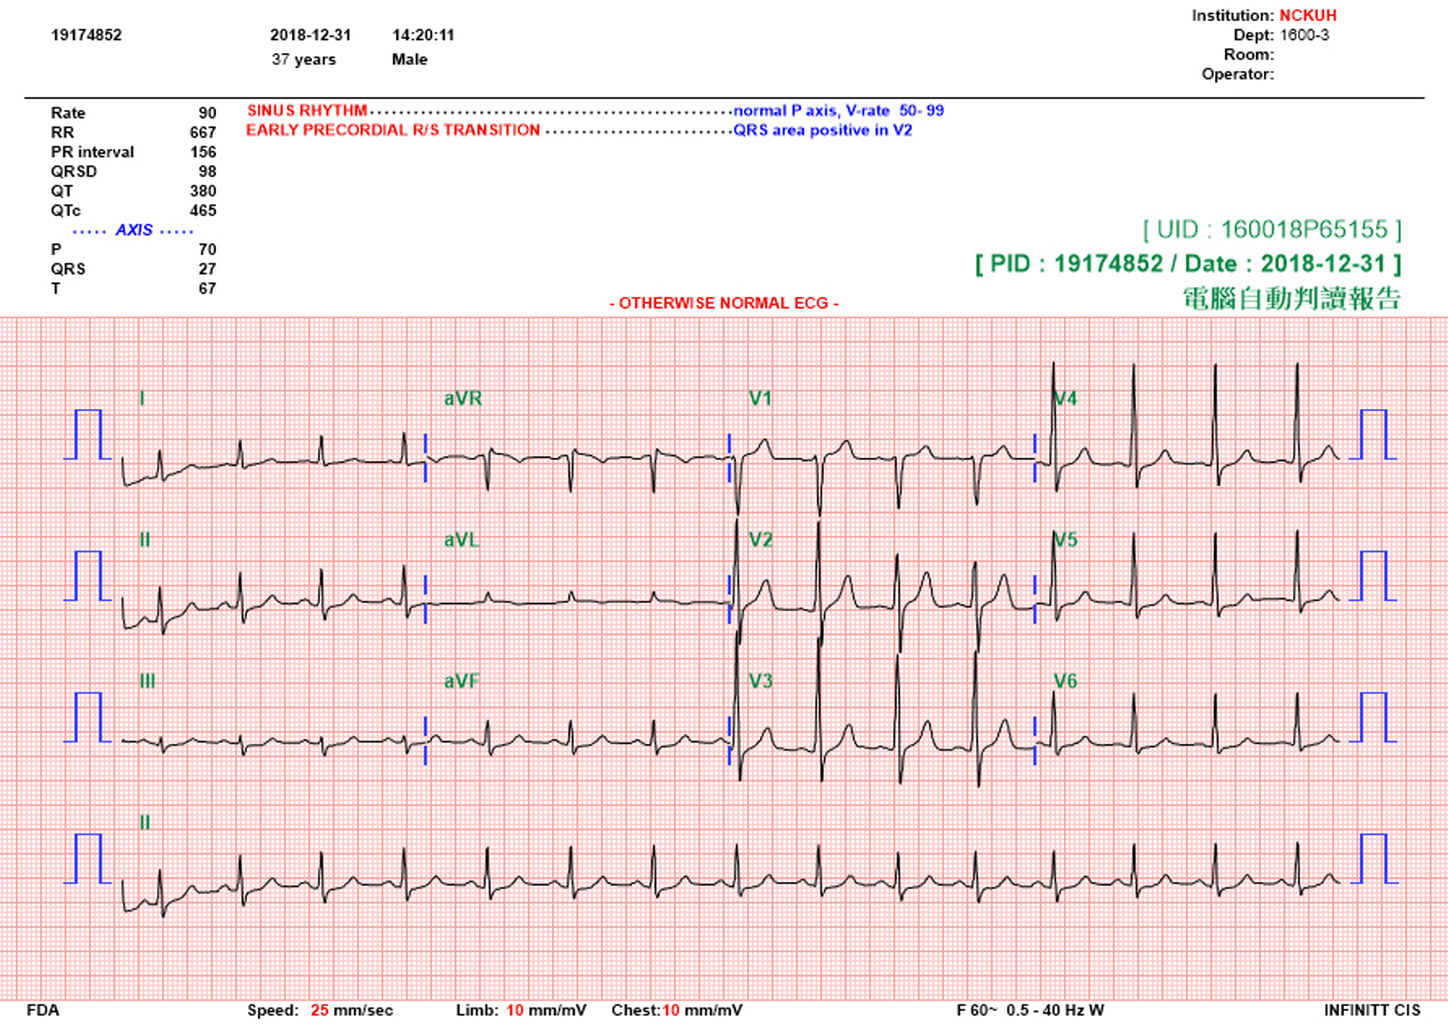 Institution: NCKUH
19174852 2018-12-31 14:20:11 Dept: 1600-3
37 years Male Room:
Operator:
Rate 90 SINUS RHYTHM normal P axis, V-rate 50- 99
RR 667 EARLY PRECORDIAL R/S TRANSITION QRS area positive in V2
PR interval 156
QRSD 98
QT 380
QTc 465
AXIS
[ UID : 160018P65155 ]
P 70
[ PID : 19174852 / Date : 2018-12-31 ]
QRS 27
T 67
電腦自動判讀報告
- OTHERWISE NORMAL ECG -
I aVR V1 V4
II aVL V2 V5
III aVF V3 V6
II
FDA Speed: 25 mm/sec Limb: 10 mm/mV Chest:10 mm/mV F 60~ 0.5 - 40 Hz W INFINITT CIS